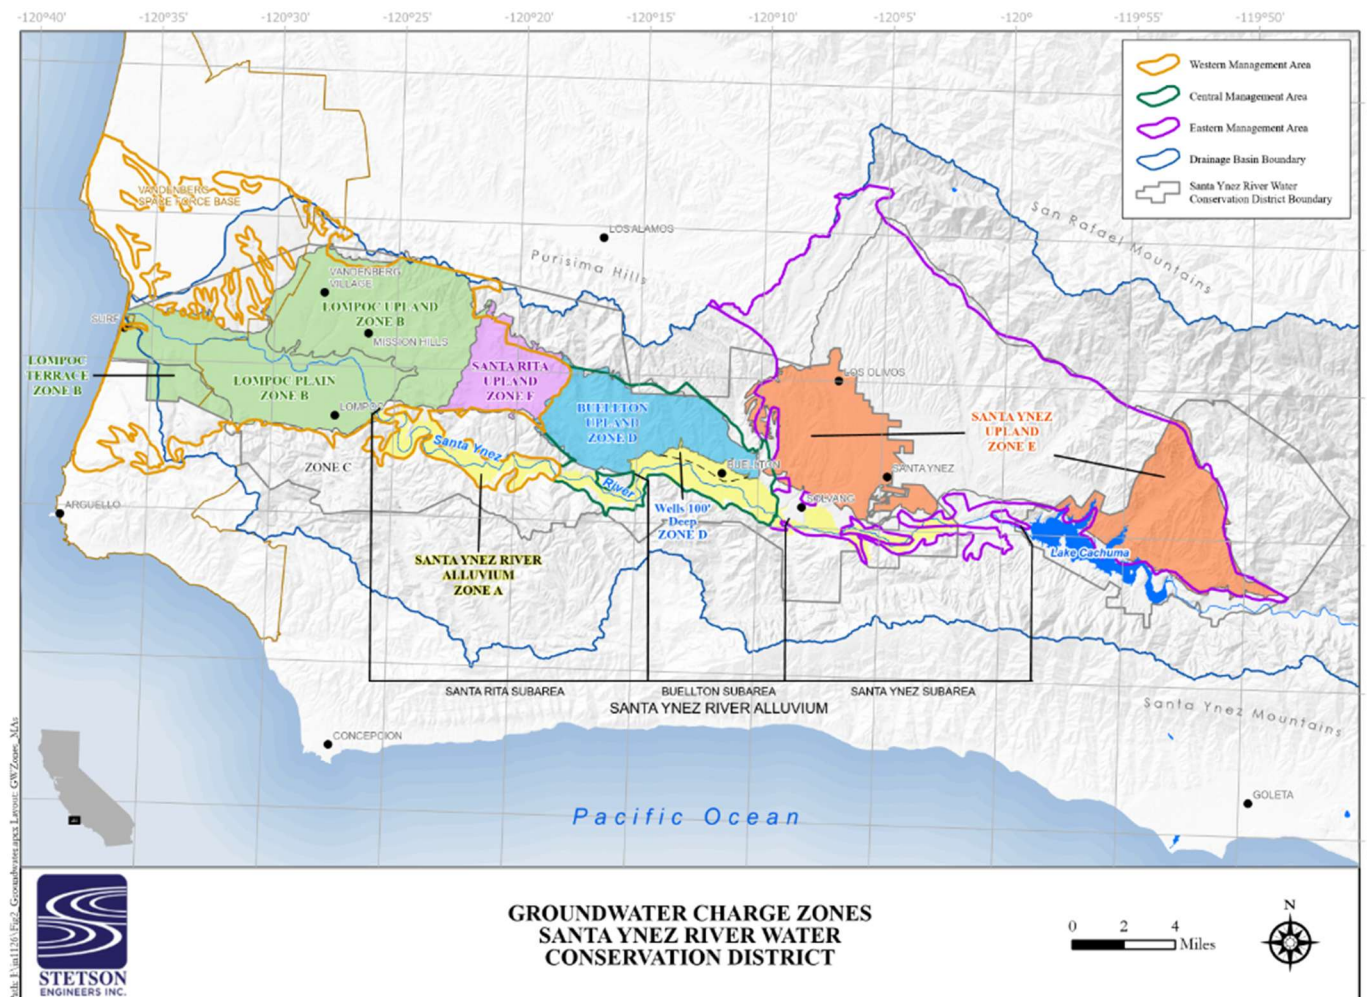 -120°40'
-120°35'
-120°30'
-120°25'
-120°20'
-120°15'
-120°10'
-120°5'
-120°
-119°55'
-119°50'
Western Management Area
Central Management Area
Eastern Management Area
Drainage Basin Boundary
Santa Ynez River Water
Conservation District Boundary
VANDENBERG
SPACE FORCE BASE
LOS ALAMOS
Purisima Hills
San Rafael Mountains
VANDENBERG
VILLAGE
LOMPOC UPLAND
ZONE B
MISSION HILLS
SURF
LOMPOC
TERRACE
ZONE B
LOMPOC PLAIN
ZONE B
LOMPOC
SANTA RITA
UPLAND
ZONE F
BUELLTON
UPLAND
ZONE D
LOS OLIVOS
SANTA YNEZ
UPLAND
ZONE E
Santa Ynez
River
ZONE C
BUELLTON
SANTA YNEZ
SOLVANG
ARGUELLO
Wells 100'
Deep
ZONE D
Lake Cachuma
SANTA YNEZ RIVER
ALLUVIUM
ZONE A
SANTA RITA SUBAREA
BUELLTON SUBAREA
SANTA YNEZ SUBAREA
SANTA YNEZ RIVER ALLUVIUM
Santa Ynez Mountains
CONCEPCION
GOLETA
Pacific Ocean
STETSON
ENGINEERS INC.
GROUNDWATER CHARGE ZONES
SANTA YNEZ RIVER WATER
CONSERVATION DISTRICT
0 2 4
Miles
N